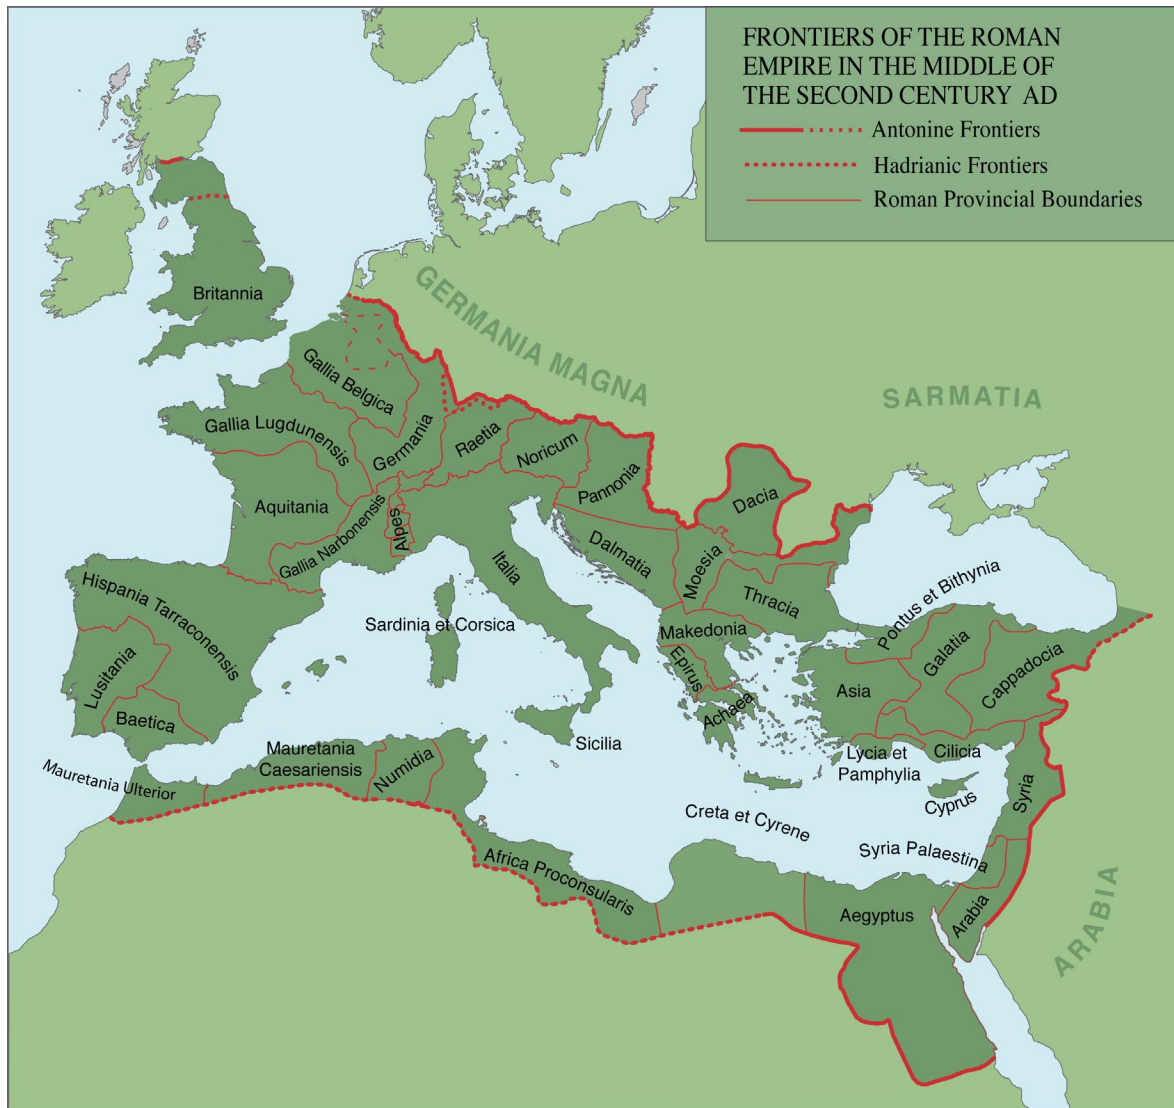 FRONTIERS OF THE ROMAN
EMPIRE IN THE MIDDLE OF
THE SECOND CENTURY AD
Antonine Frontiers
Hadrianic Frontiers
Roman Provincial Boundaries
Britannia
GERMANIA MAGNA
SARMATIA
Gallia Belgica
Gallia Lugdunensis
Germania
Raetia
Noricum
Pannonia
Dacia
Aquitania
Gallia Narbonensis
Alpes
Italia
Dalmatia
Moesia
Thracia
Pontus et Bithynia
Hispania Tarraconensis
Sardinia et Corsica
Makedonia
Epirus
Achaea
Asia
Galatia
Cappadocia
Lusitania
Baetica
Sicilia
Lycia et
Pamphylia
Cilicia
Mauretania Ulterior
Mauretania
Caesariensis
Numidia
Cyprus
Syria
Creta et Cyrene
Syria Palaestina
Africa Proconsularis
Aegyptus
Arabia
ARABIA